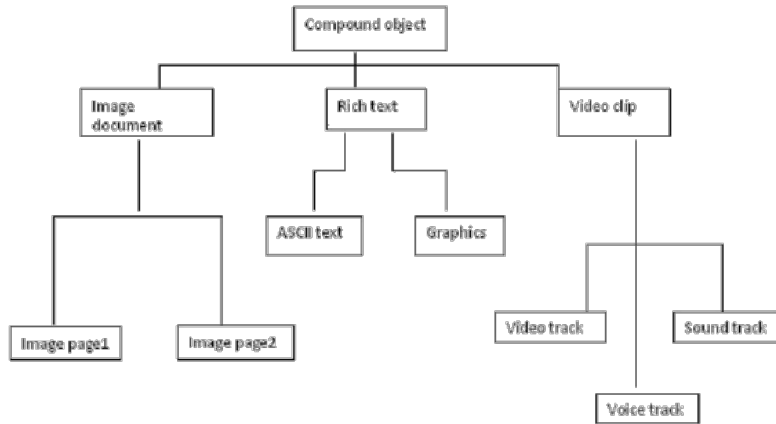 Compound object
Image
document
Rich text
Video clip
ASCII text
Graphics
Image page1
Image page2
Video track
Sound track
Voice track